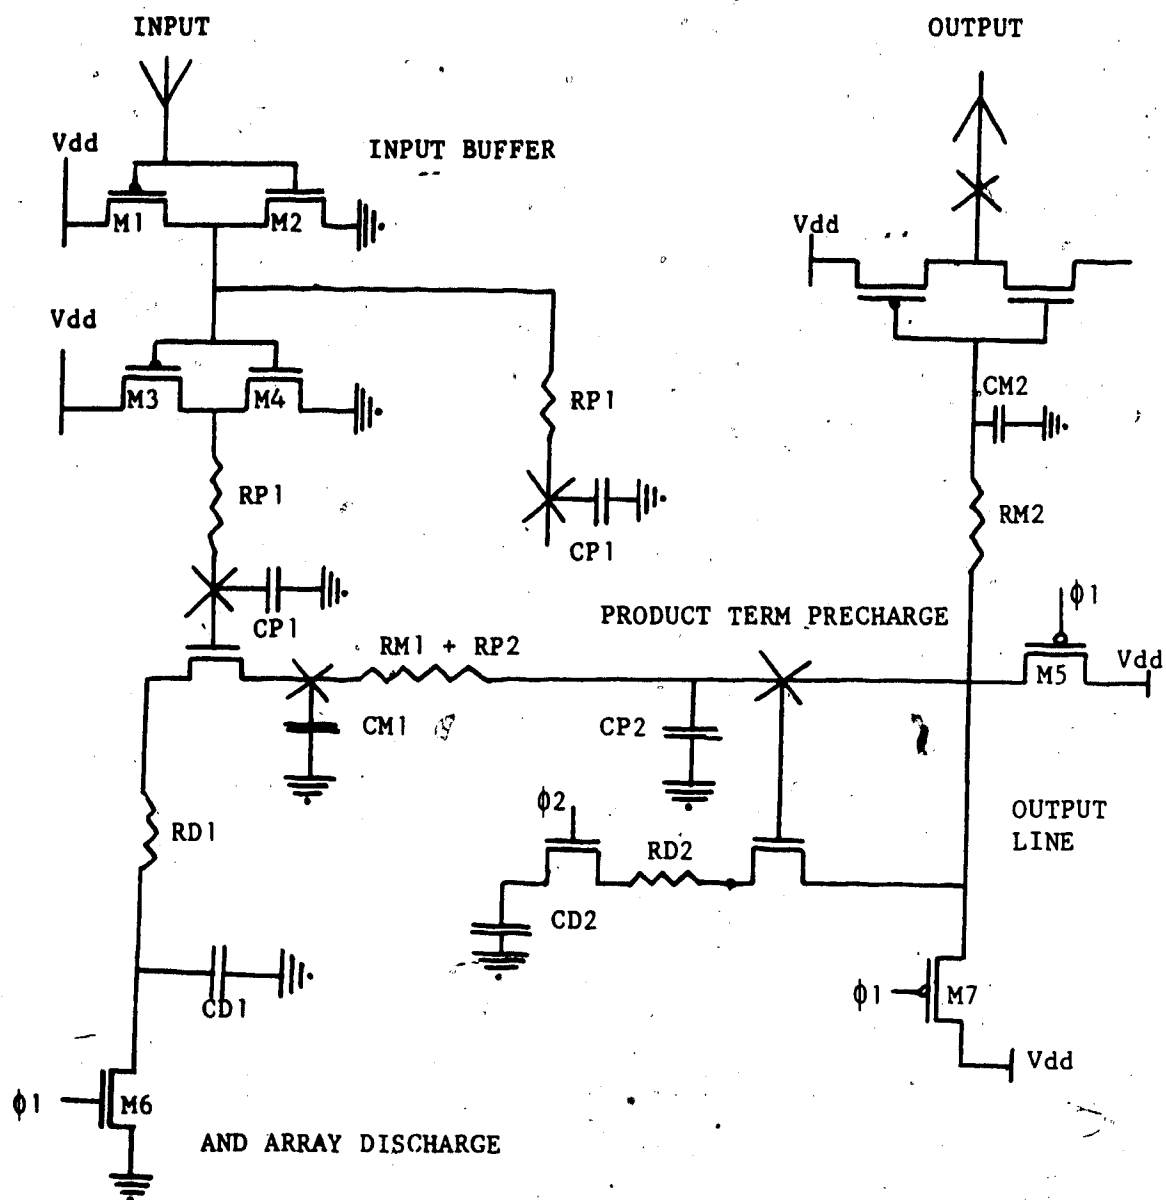 INPUT
OUTPUT
Vdd
INPUT BUFFER
M1
M2
Vdd
Vdd
M3
M4
RP1
CM2
RP1
RM2
CP1
CP1
PRODUCT TERM PRECHARGE
ϕ1
RM1 + RP2
M5
Vdd
CM1
CP2
ϕ2
OUTPUT
LINE
RD1
RD2
CD2
CD1
ϕ1
M7
Vdd
ϕ1
M6
AND ARRAY DISCHARGE